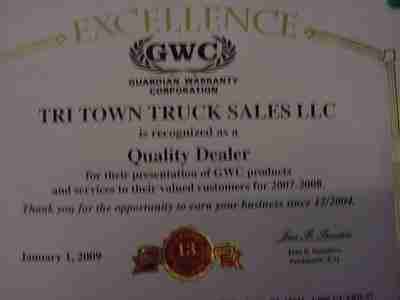 EXCELLENCE
GWC
GUARDIAN WARRANTY
CORPORATION
TRI TOWN TRUCK SALES LLC
is recognized as a
Quality Dealer
for their presentation of GWC products
and services to their valued customers for 2007-2008.
Thank you for the opportunity to earn your business since 12/2004.
January 1, 2009
13